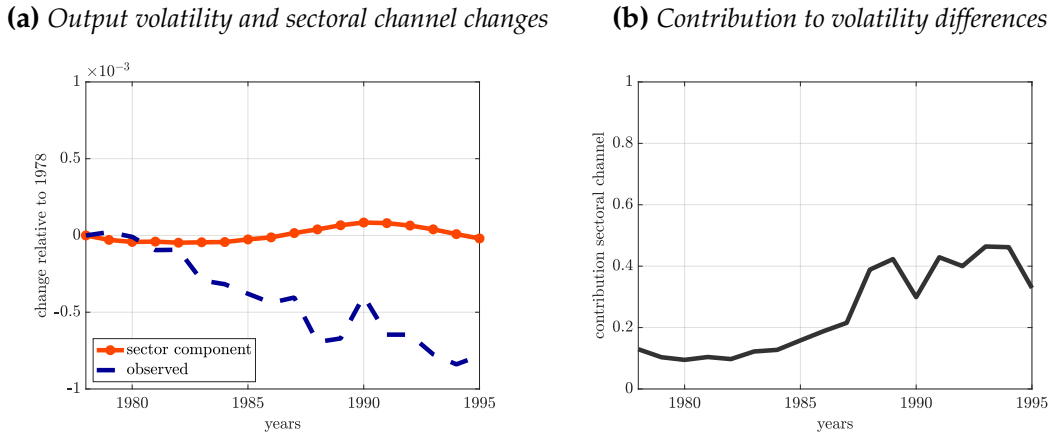 (a) Output volatility and sectoral channel changes
×10⁻³
1
0.5
0
-0.5
-1
change relative to 1978
sector component
observed
1980
1985
1990
1995
years
(b) Contribution to volatility differences
1
0.8
0.6
0.4
0.2
0
contribution sectoral channel
1980
1985
1990
1995
years